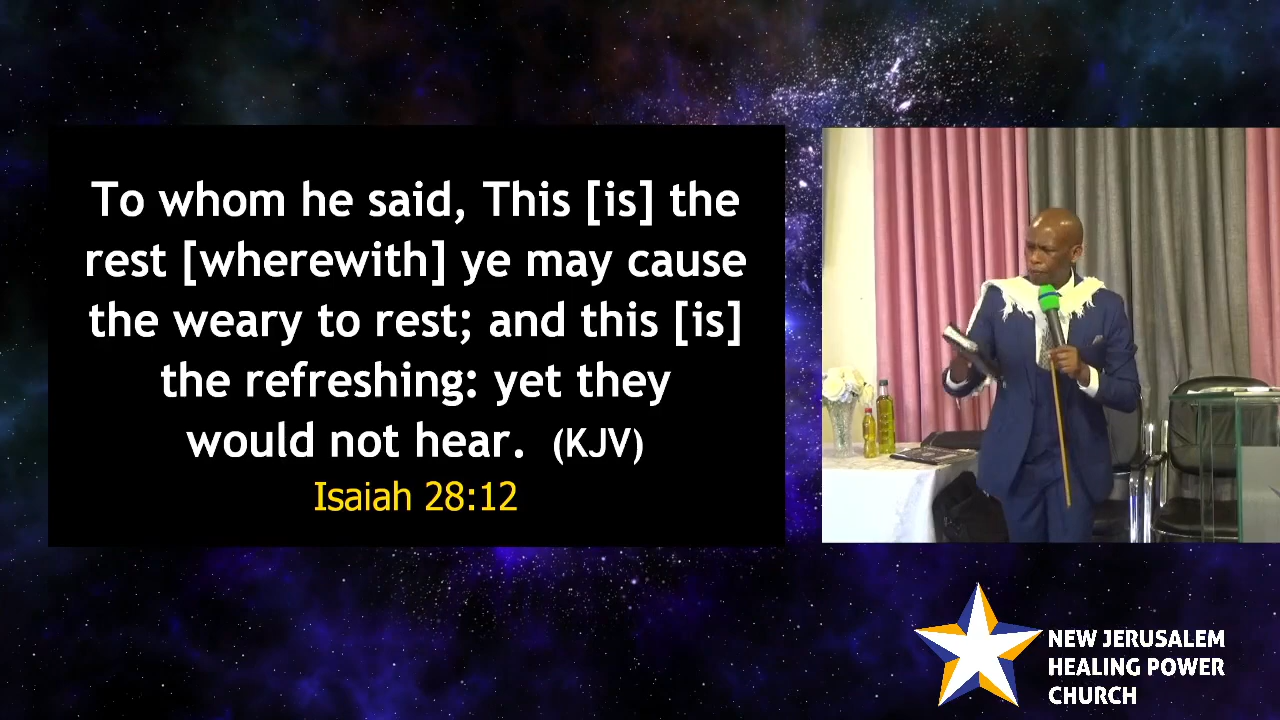 To whom he said, This [is] the
rest [wherewith] ye may cause
the weary to rest; and this [is]
the refreshing: yet they
would not hear. (KJV)
Isaiah 28:12
NEW JERUSALEM
HEALING POWER
CHURCH